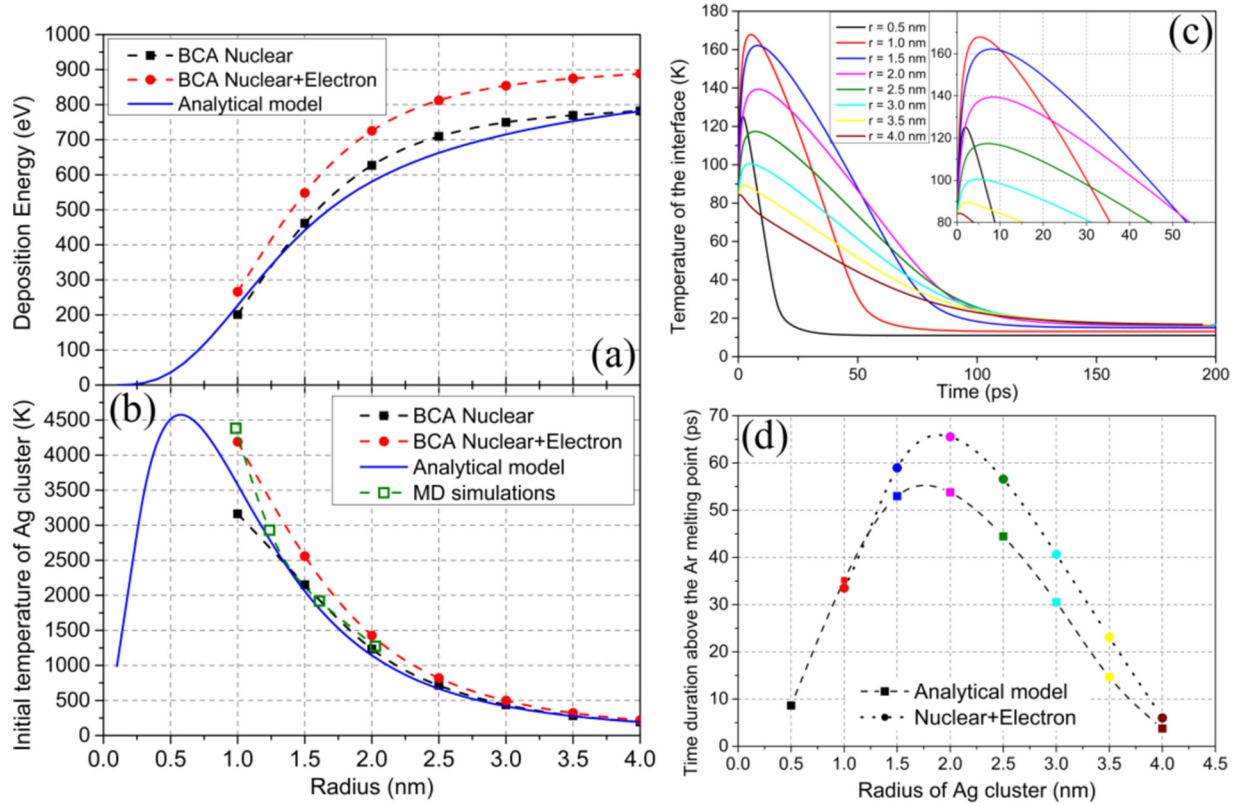 (a)
Deposition Energy (eV)
1000
900
800
700
600
500
400
300
200
100
0
BCA Nuclear
BCA Nuclear+Electron
Analytical model
(b)
Initial temperature of Ag cluster (K)
4500
4000
3500
3000
2500
2000
1500
1000
500
0
BCA Nuclear
BCA Nuclear+Electron
Analytical model
MD simulations
0.0 0.5 1.0 1.5 2.0 2.5 3.0 3.5 4.0
Radius (nm)
(c)
Temperature of the interface (K)
180
160
140
120
100
80
60
40
20
0
r = 0.5 nm
r = 1.0 nm
r = 1.5 nm
r = 2.0 nm
r = 2.5 nm
r = 3.0 nm
r = 3.5 nm
r = 4.0 nm
160
140
120
100
80
0 10 20 30 40 50
0 50 100 150 200
Time (ps)
(d)
Time duration above the Ar melting point (ps)
70
60
50
40
30
20
10
0
Analytical model
Nuclear+Electron
0.0 0.5 1.0 1.5 2.0 2.5 3.0 3.5 4.0 4.5
Radius of Ag cluster (nm)